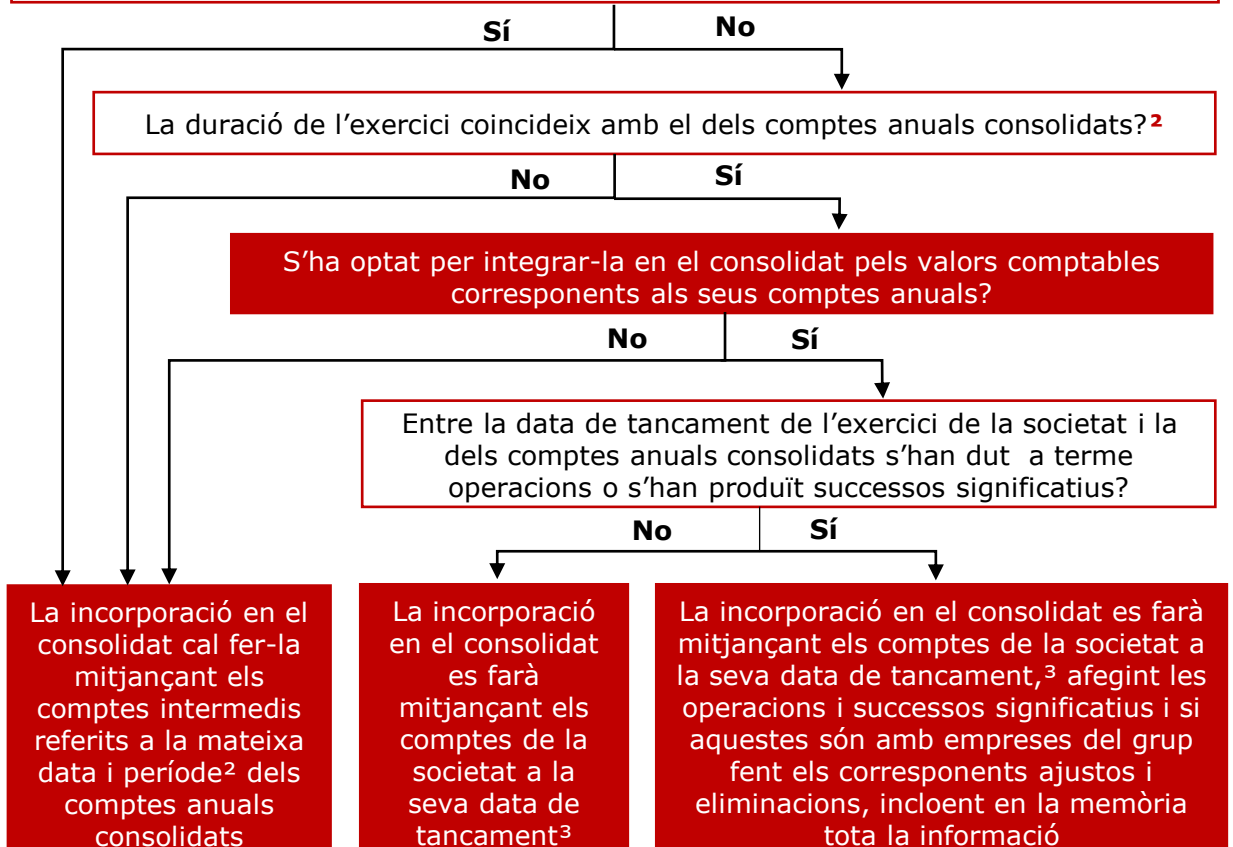 Sí
No
La duració de l’exercici coincideix amb el dels comptes anuals consolidats?²
No
Sí
S’ha optat per integrar-la en el consolidat pels valors comptables
corresponents als seus comptes anuals?
No
Sí
Entre la data de tancament de l’exercici de la societat i la
dels comptes anuals consolidats s’han dut a terme
operacions o s’han produït successos significatius?
No
Sí
La incorporació en el
consolidat cal fer-la
mitjançant els
comptes intermedis
referits a la mateixa
data i període² dels
comptes anuals
consolidats
La incorporació
en el consolidat
es farà
mitjançant els
comptes de la
societat a la
seva data de
tancament³
La incorporació en el consolidat es farà
mitjançant els comptes de la societat a
la seva data de tancament,³ afegint les
operacions i successos significatius i si
aquestes són amb empreses del grup
fent els corresponents ajustos i
eliminacions, incloent en la memòria
tota la informació